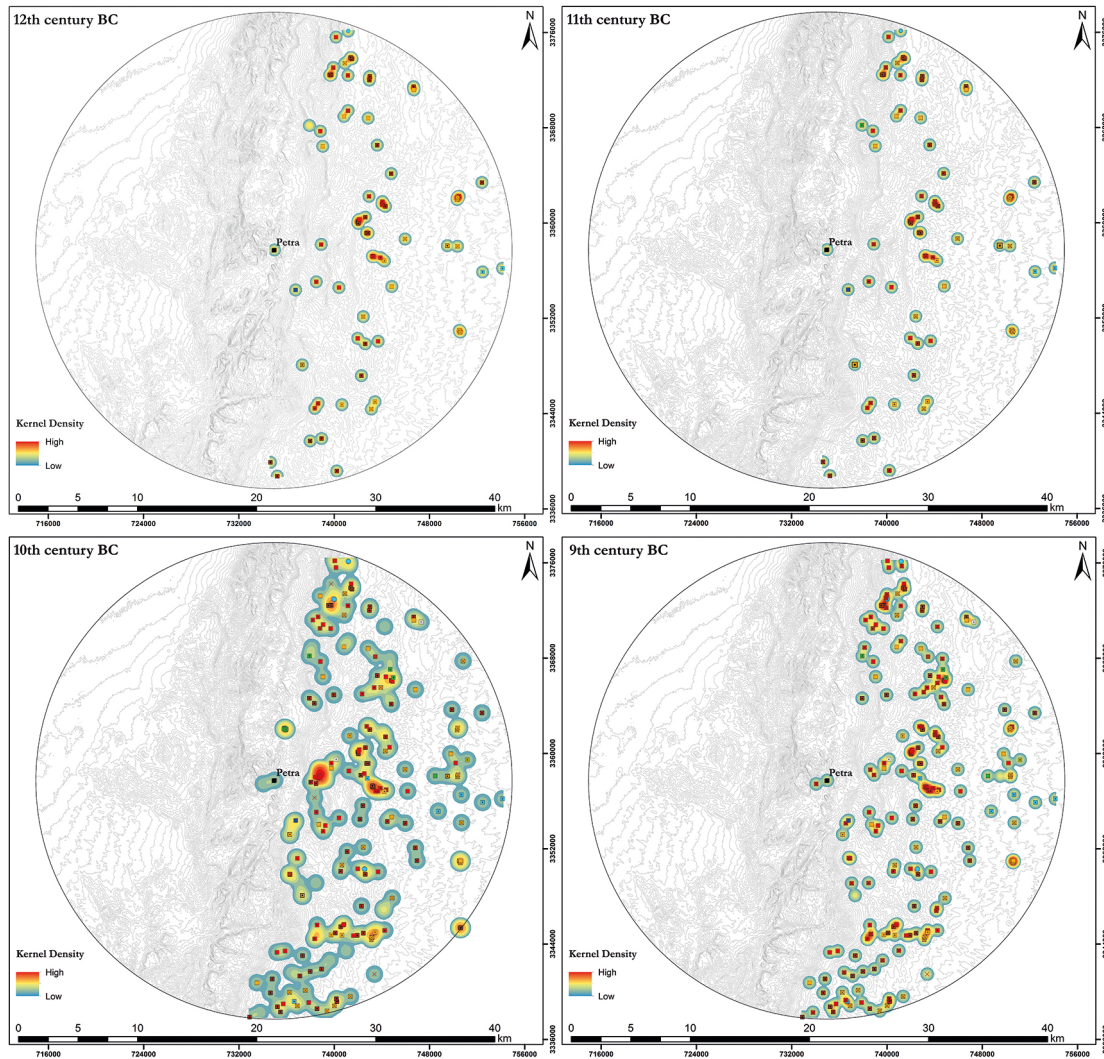 12th century BC
N
3376000
3368000
3360000
3352000
3344000
3336000
Petra
Kernel Density
High
Low
0 5 10 20 30 40
km
716000 724000 732000 740000 748000 756000
11th century BC
N
Petra
Kernel Density
High
Low
0 5 10 20 30 40
km
716000 724000 732000 740000 748000 756000
10th century BC
N
3376000
3368000
3360000
3352000
3344000
3336000
Petra
Kernel Density
High
Low
0 5 10 20 30 40
km
716000 724000 732000 740000 748000 756000
9th century BC
N
Petra
Kernel Density
High
Low
0 5 10 20 30 40
km
716000 724000 732000 740000 748000 756000